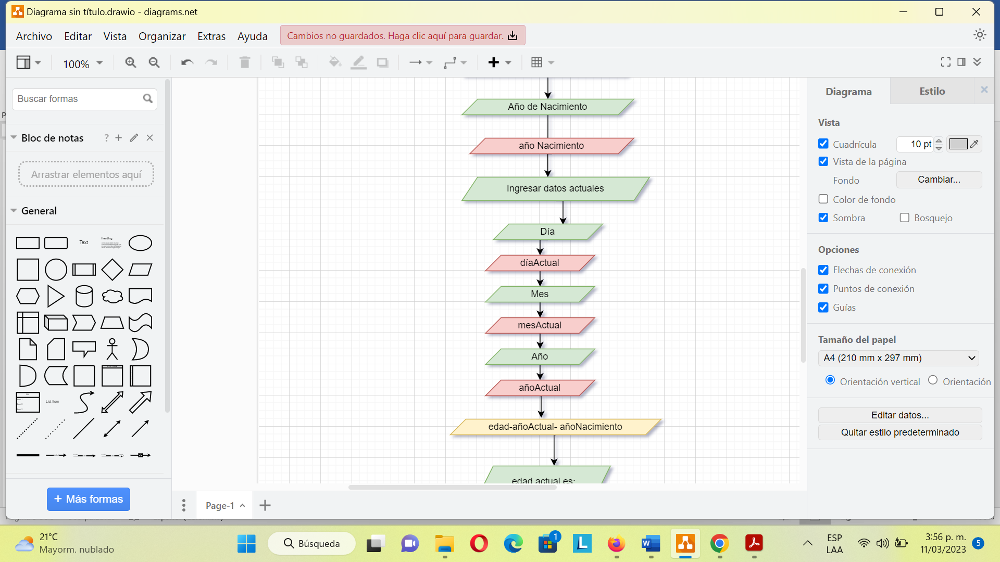 Diagrama sin título.drawio - diagrams.net
Archivo Editar Vista Organizar Extras Ayuda
Cambios no guardados. Haga clic aquí para guardar.
100%
Buscar formas
Bloc de notas ? + ×
Arrastrar elementos aquí
General
Text
Heading
List
List Item
+ Más formas
Año de Nacimiento
año Nacimiento
Ingresar datos actuales
Día
díaActual
Mes
mesActual
Año
añoActual
edad-añoActual- añoNacimiento
edad actual es:
Page-1
Diagrama
Estilo
Vista
Cuadrícula 10 pt
Vista de la página
Fondo Cambiar...
Color de fondo
Sombra Bosquejo
Opciones
Flechas de conexión
Puntos de conexión
Guías
Tamaño del papel
A4 (210 mm x 297 mm)
Orientación vertical Orientación
Editar datos...
Quitar estilo predeterminado
21°C
Mayorm. nublado
Búsqueda
1
L
W
ESP
LAA
3:56 p. m.
11/03/2023
5